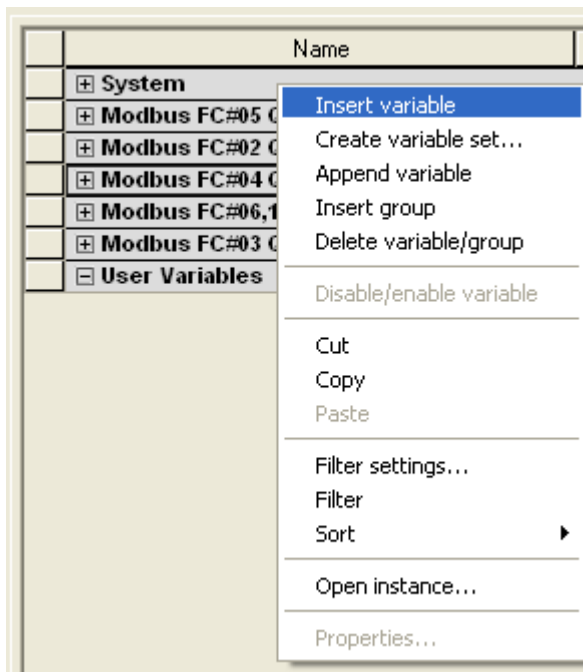 Name
System
Modbus FC#05
Modbus FC#02
Modbus FC#04
Modbus FC#06,1
Modbus FC#03
User Variables
Insert variable
Create variable set...
Append variable
Insert group
Delete variable/group
Disable/enable variable
Cut
Copy
Paste
Filter settings...
Filter
Sort
Open instance...
Properties...